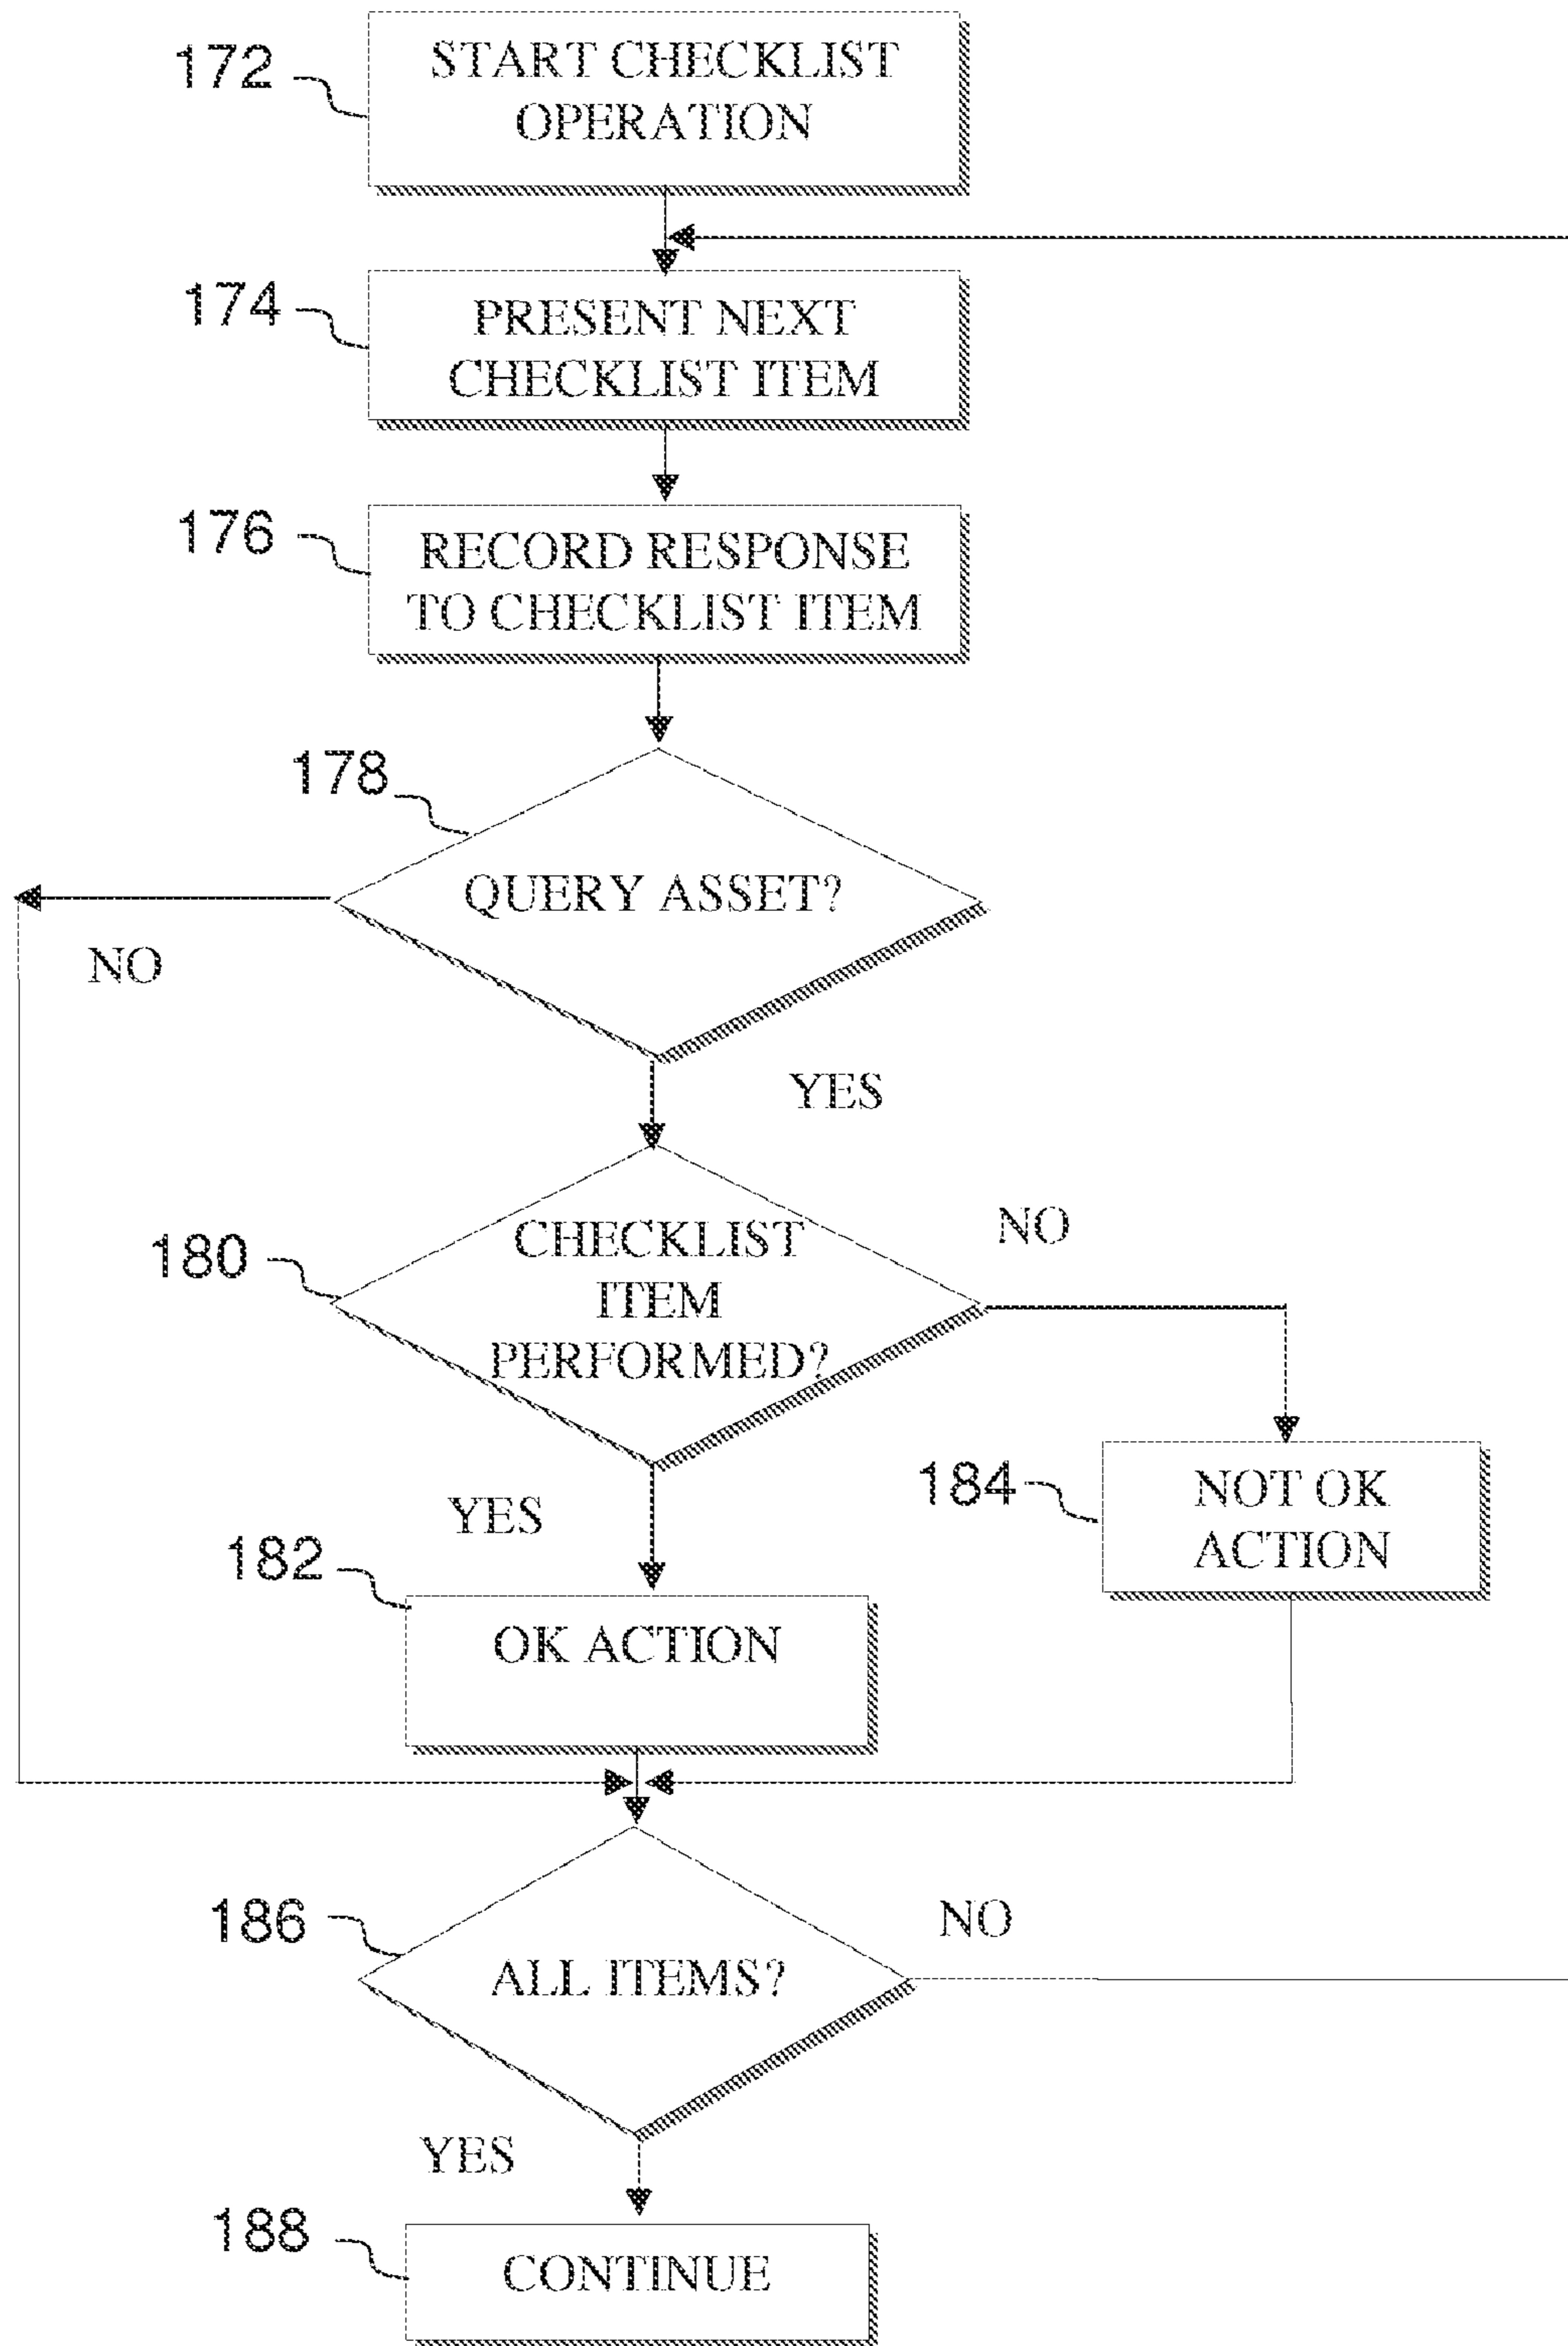 172
START CHECKLIST
OPERATION
174
PRESENT NEXT
CHECKLIST ITEM
176
RECORD RESPONSE
TO CHECKLIST ITEM
178
QUERY ASSET?
NO
YES
180
CHECKLIST
ITEM
PERFORMED?
NO
184
NOT OK
ACTION
YES
182
OK ACTION
186
ALL ITEMS?
NO
YES
188
CONTINUE